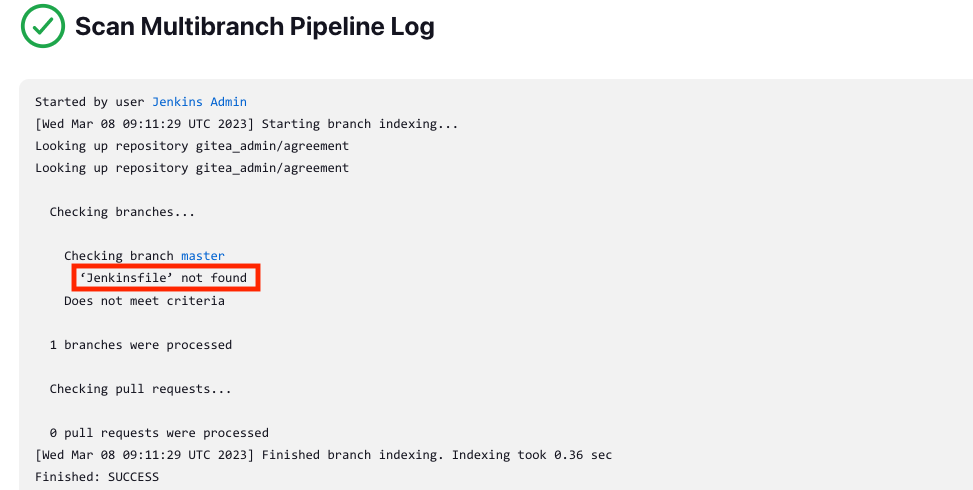 Scan Multibranch Pipeline Log
Started by user Jenkins Admin
[Wed Mar 08 09:11:29 UTC 2023] Starting branch indexing...
Looking up repository gitea_admin/agreement
Looking up repository gitea_admin/agreement
Checking branches...
Checking branch master
‘Jenkinsfile’ not found
Does not meet criteria
1 branches were processed
Checking pull requests...
0 pull requests were processed
[Wed Mar 08 09:11:29 UTC 2023] Finished branch indexing. Indexing took 0.36 sec
Finished: SUCCESS